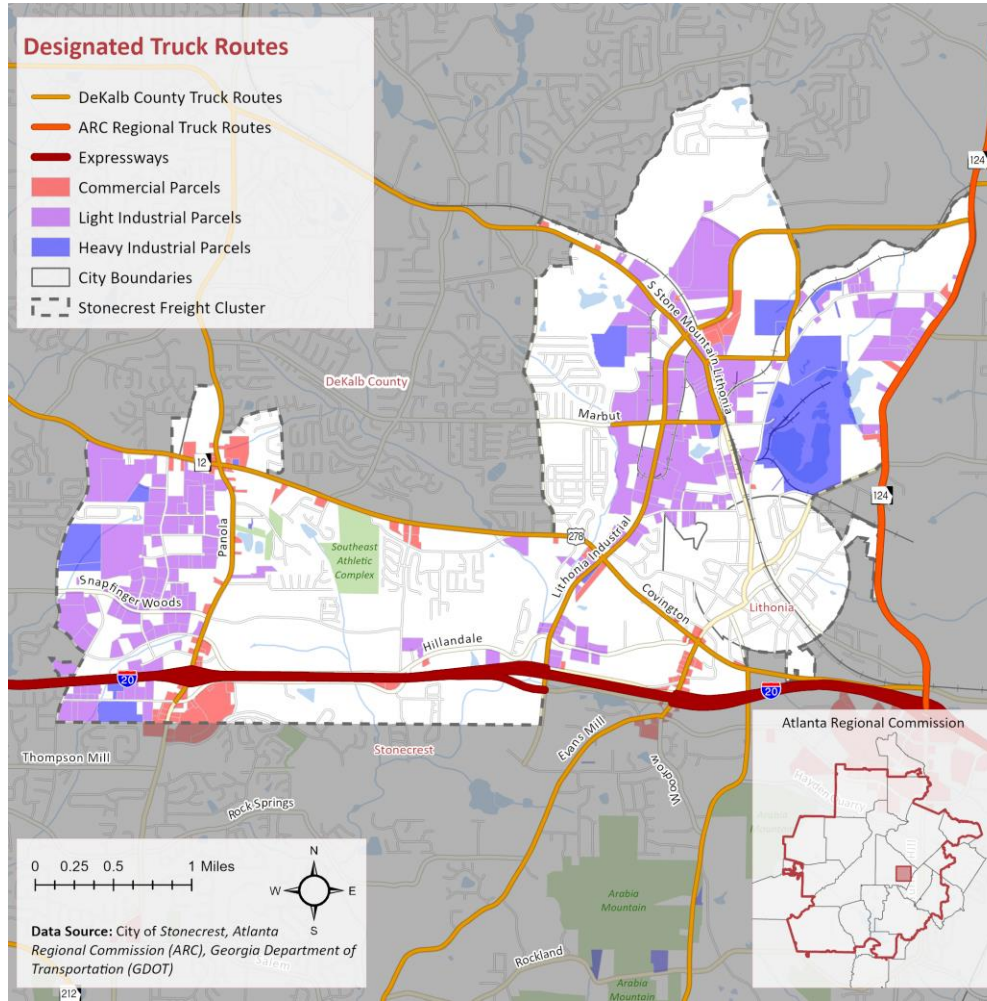 Designated Truck Routes
DeKalb County Truck Routes
ARC Regional Truck Routes
Expressways
Commercial Parcels
Light Industrial Parcels
Heavy Industrial Parcels
City Boundaries
Stonecrest Freight Cluster
124
S Stone Mountain Lithonia
DeKalb County
Marbut
12
124
Panola
278
Southeast
Athletic
Complex
Lithonia Industrial
Snapfinger Woods
Covington
Lithonia
Hillandale
20
20
Atlanta Regional Commission
Thompson Mill
Stonecrest
Evans Mill
Woodrow
Rock Springs
0 0.25 0.5 1 Miles
N
W E
S
Arabia
Mountain
Data Source: City of Stonecrest, Atlanta
Regional Commission (ARC), Georgia Department of
Transportation (GDOT)
Salem
Rockland
212
Arabia
Mountain